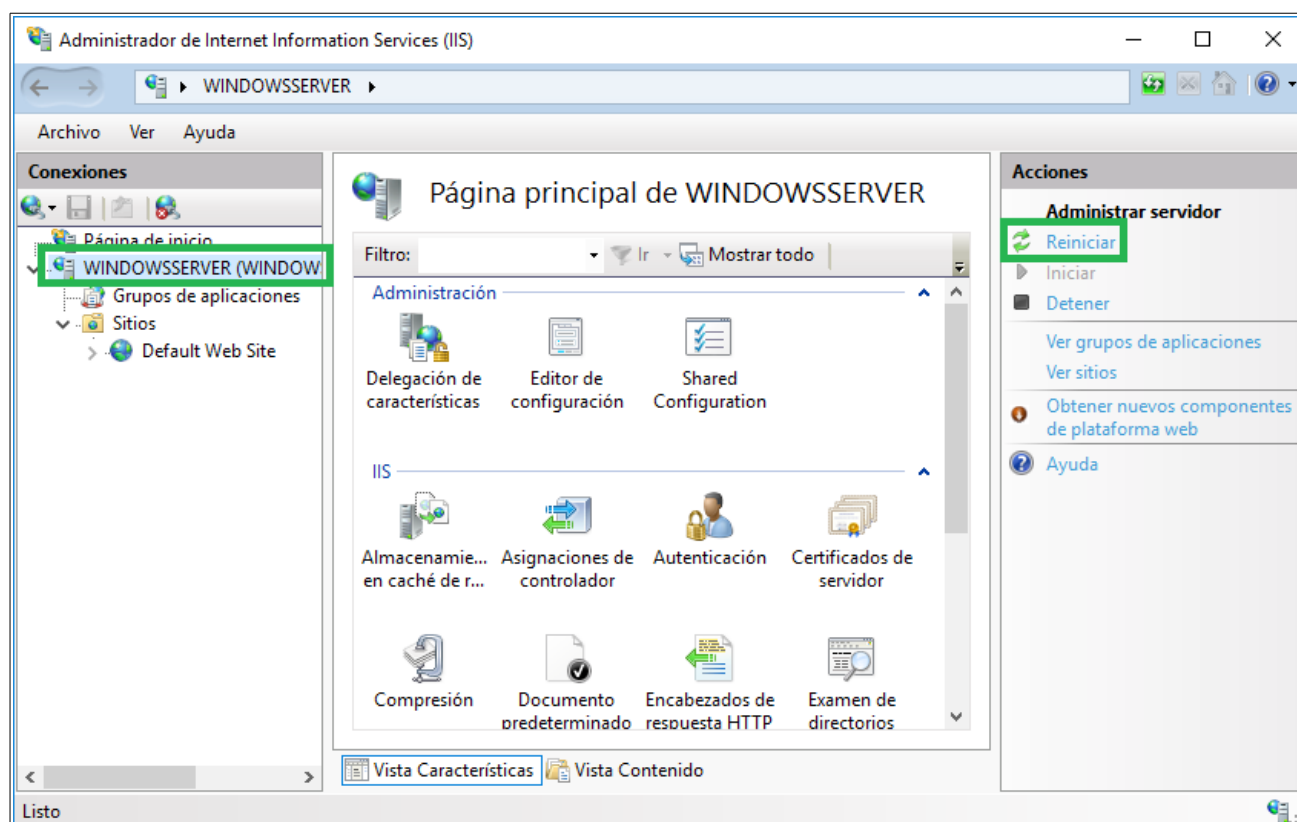 Administrador de Internet Information Services (IIS)
WINDOWSSERVER
Archivo Ver Ayuda
Conexiones
Página de inicio
WINDOWSSERVER (WINDOW
Grupos de aplicaciones
Sitios
Default Web Site
Página principal de WINDOWSSERVER
Filtro: Ir Mostrar todo
Administración
Delegación de características
Editor de configuración
Shared Configuration
IIS
Almacenamie... en caché de r...
Asignaciones de controlador
Autenticación
Certificados de servidor
Compresión
Documento predeterminado
Encabezados de respuesta HTTP
Examen de directorios
Vista Características Vista Contenido
Acciones
Administrar servidor
Reiniciar
Iniciar
Detener
Ver grupos de aplicaciones
Ver sitios
Obtener nuevos componentes
de plataforma web
Ayuda
Listo